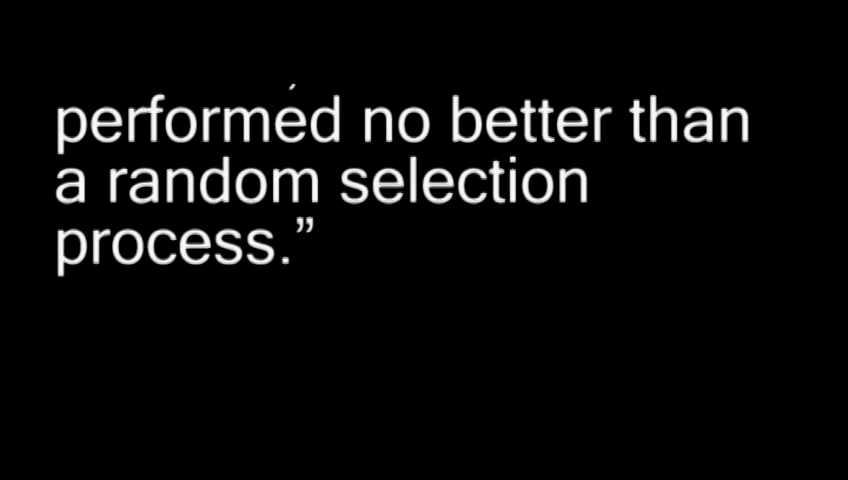 performed no better than
a random selection
process.”